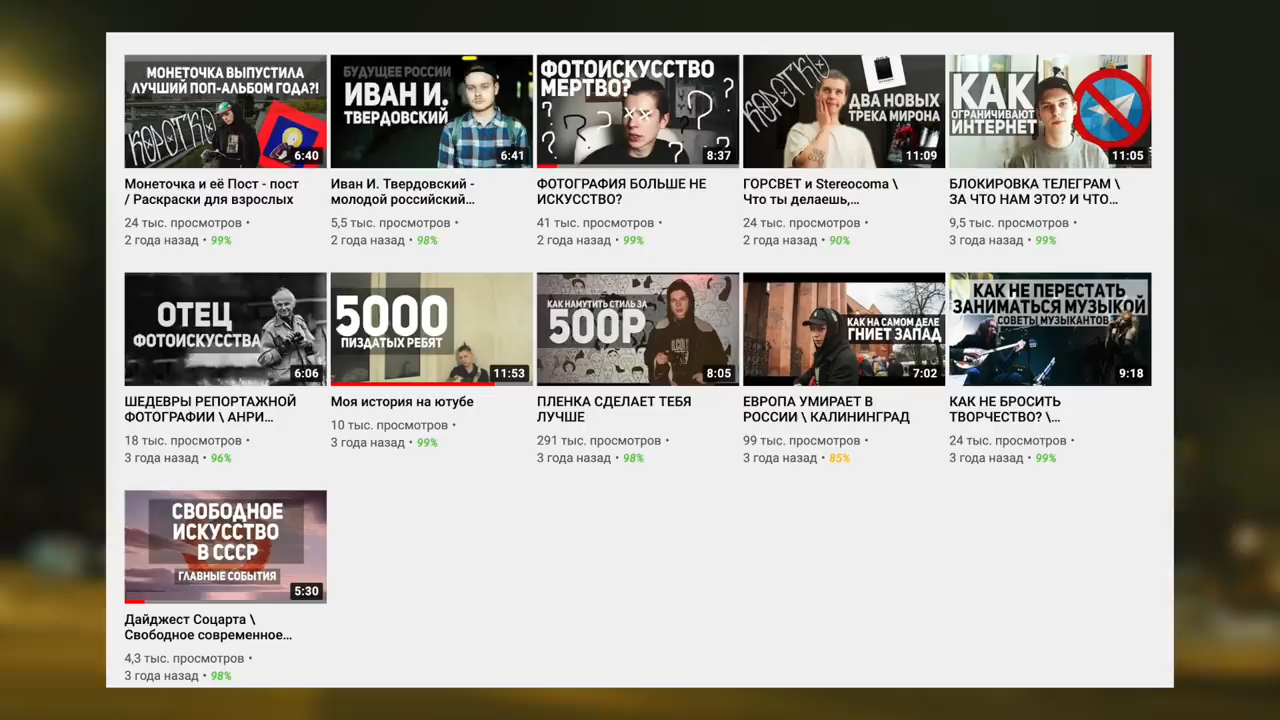 МОНЕТОЧКА ВЫПУСТИЛА
ЛУЧШИЙ ПОП-АЛЬБОМ ГОДА?!
КОРОТКО
6:40
Монеточка и её Пост - пост
/ Раскраски для взрослых
24 тыс. просмотров •
2 года назад • 99%
БУДУЩЕЕ РОССИИ
ИВАН И.
ТВЕРДОВСКИЙ
6:41
Иван И. Твердовский -
молодой российский…
5,5 тыс. просмотров •
2 года назад • 98%
ФОТОИСКУССТВО
МЕРТВО?
8:37
ФОТОГРАФИЯ БОЛЬШЕ НЕ
ИСКУССТВО?
41 тыс. просмотров •
2 года назад • 99%
КОРОТКО
ДВА НОВЫХ
ТРЕКА МИРОНА
11:09
ГОРСВЕТ и Stereocoma \
Что ты делаешь,…
24 тыс. просмотров •
2 года назад • 90%
КАК
ОГРАНИЧИВАЮТ
ИНТЕРНЕТ
11:05
БЛОКИРОВКА ТЕЛЕГРАМ \
ЗА ЧТО НАМ ЭТО? И ЧТО…
9,5 тыс. просмотров •
3 года назад • 99%
ОТЕЦ
ФОТОИСКУССТВА
6:06
ШЕДЕВРЫ РЕПОРТАЖНОЙ
ФОТОГРАФИИ \ АНРИ…
18 тыс. просмотров •
3 года назад • 96%
5000
ПИЗДАТЫХ РЕБЯТ
11:53
Моя история на ютубе
10 тыс. просмотров •
3 года назад • 99%
КАК НАМУТИТЬ СТИЛЬ ЗА
500Р
8:05
ПЛЕНКА СДЕЛАЕТ ТЕБЯ
ЛУЧШЕ
291 тыс. просмотров •
3 года назад • 98%
КАК НА САМОМ ДЕЛЕ
ГНИЕТ ЗАПАД
7:02
ЕВРОПА УМИРАЕТ В
РОССИИ \ КАЛИНИНГРАД
99 тыс. просмотров •
3 года назад • 85%
КАК НЕ ПЕРЕСТАТЬ
ЗАНИМАТЬСЯ МУЗЫКОЙ
СОВЕТЫ МУЗЫКАНТОВ
9:18
КАК НЕ БРОСИТЬ
ТВОРЧЕСТВО? \…
24 тыс. просмотров •
3 года назад • 99%
СВОБОДНОЕ
ИСКУССТВО
В СССР
ГЛАВНЫЕ СОБЫТИЯ
5:30
Дайджест Соцарта \
Свободное современное…
4,3 тыс. просмотров •
3 года назад • 98%